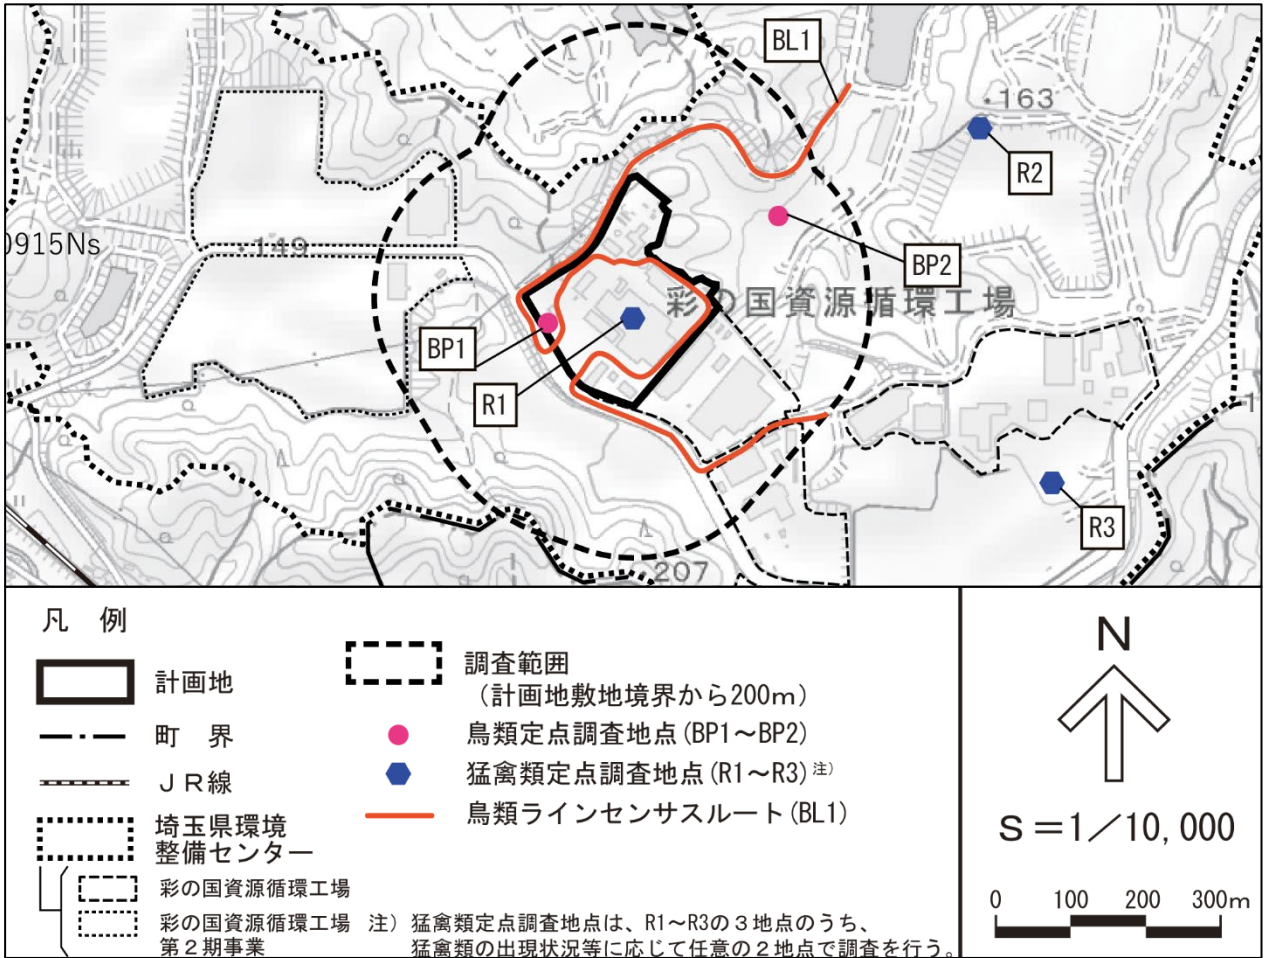 BL1
163
R2
149
0915Ns
BP2
彩の国資源循環工場
BP1
R1
R3
207
凡 例
計画地
町 界
JR線
埼玉県環境
整備センター
彩の国資源循環工場
彩の国資源循環工場
第2期事業
調査範囲
(計画地敷地境界から200m)
鳥類定点調査地点(BP1~BP2)
猛禽類定点調査地点(R1~R3)注)
鳥類ラインセンサスルート(BL1)
注) 猛禽類定点調査地点は、R1~R3の3地点のうち、
猛禽類の出現状況等に応じて任意の2地点で調査を行う。
N
S=1/10,000
0 100 200 300m